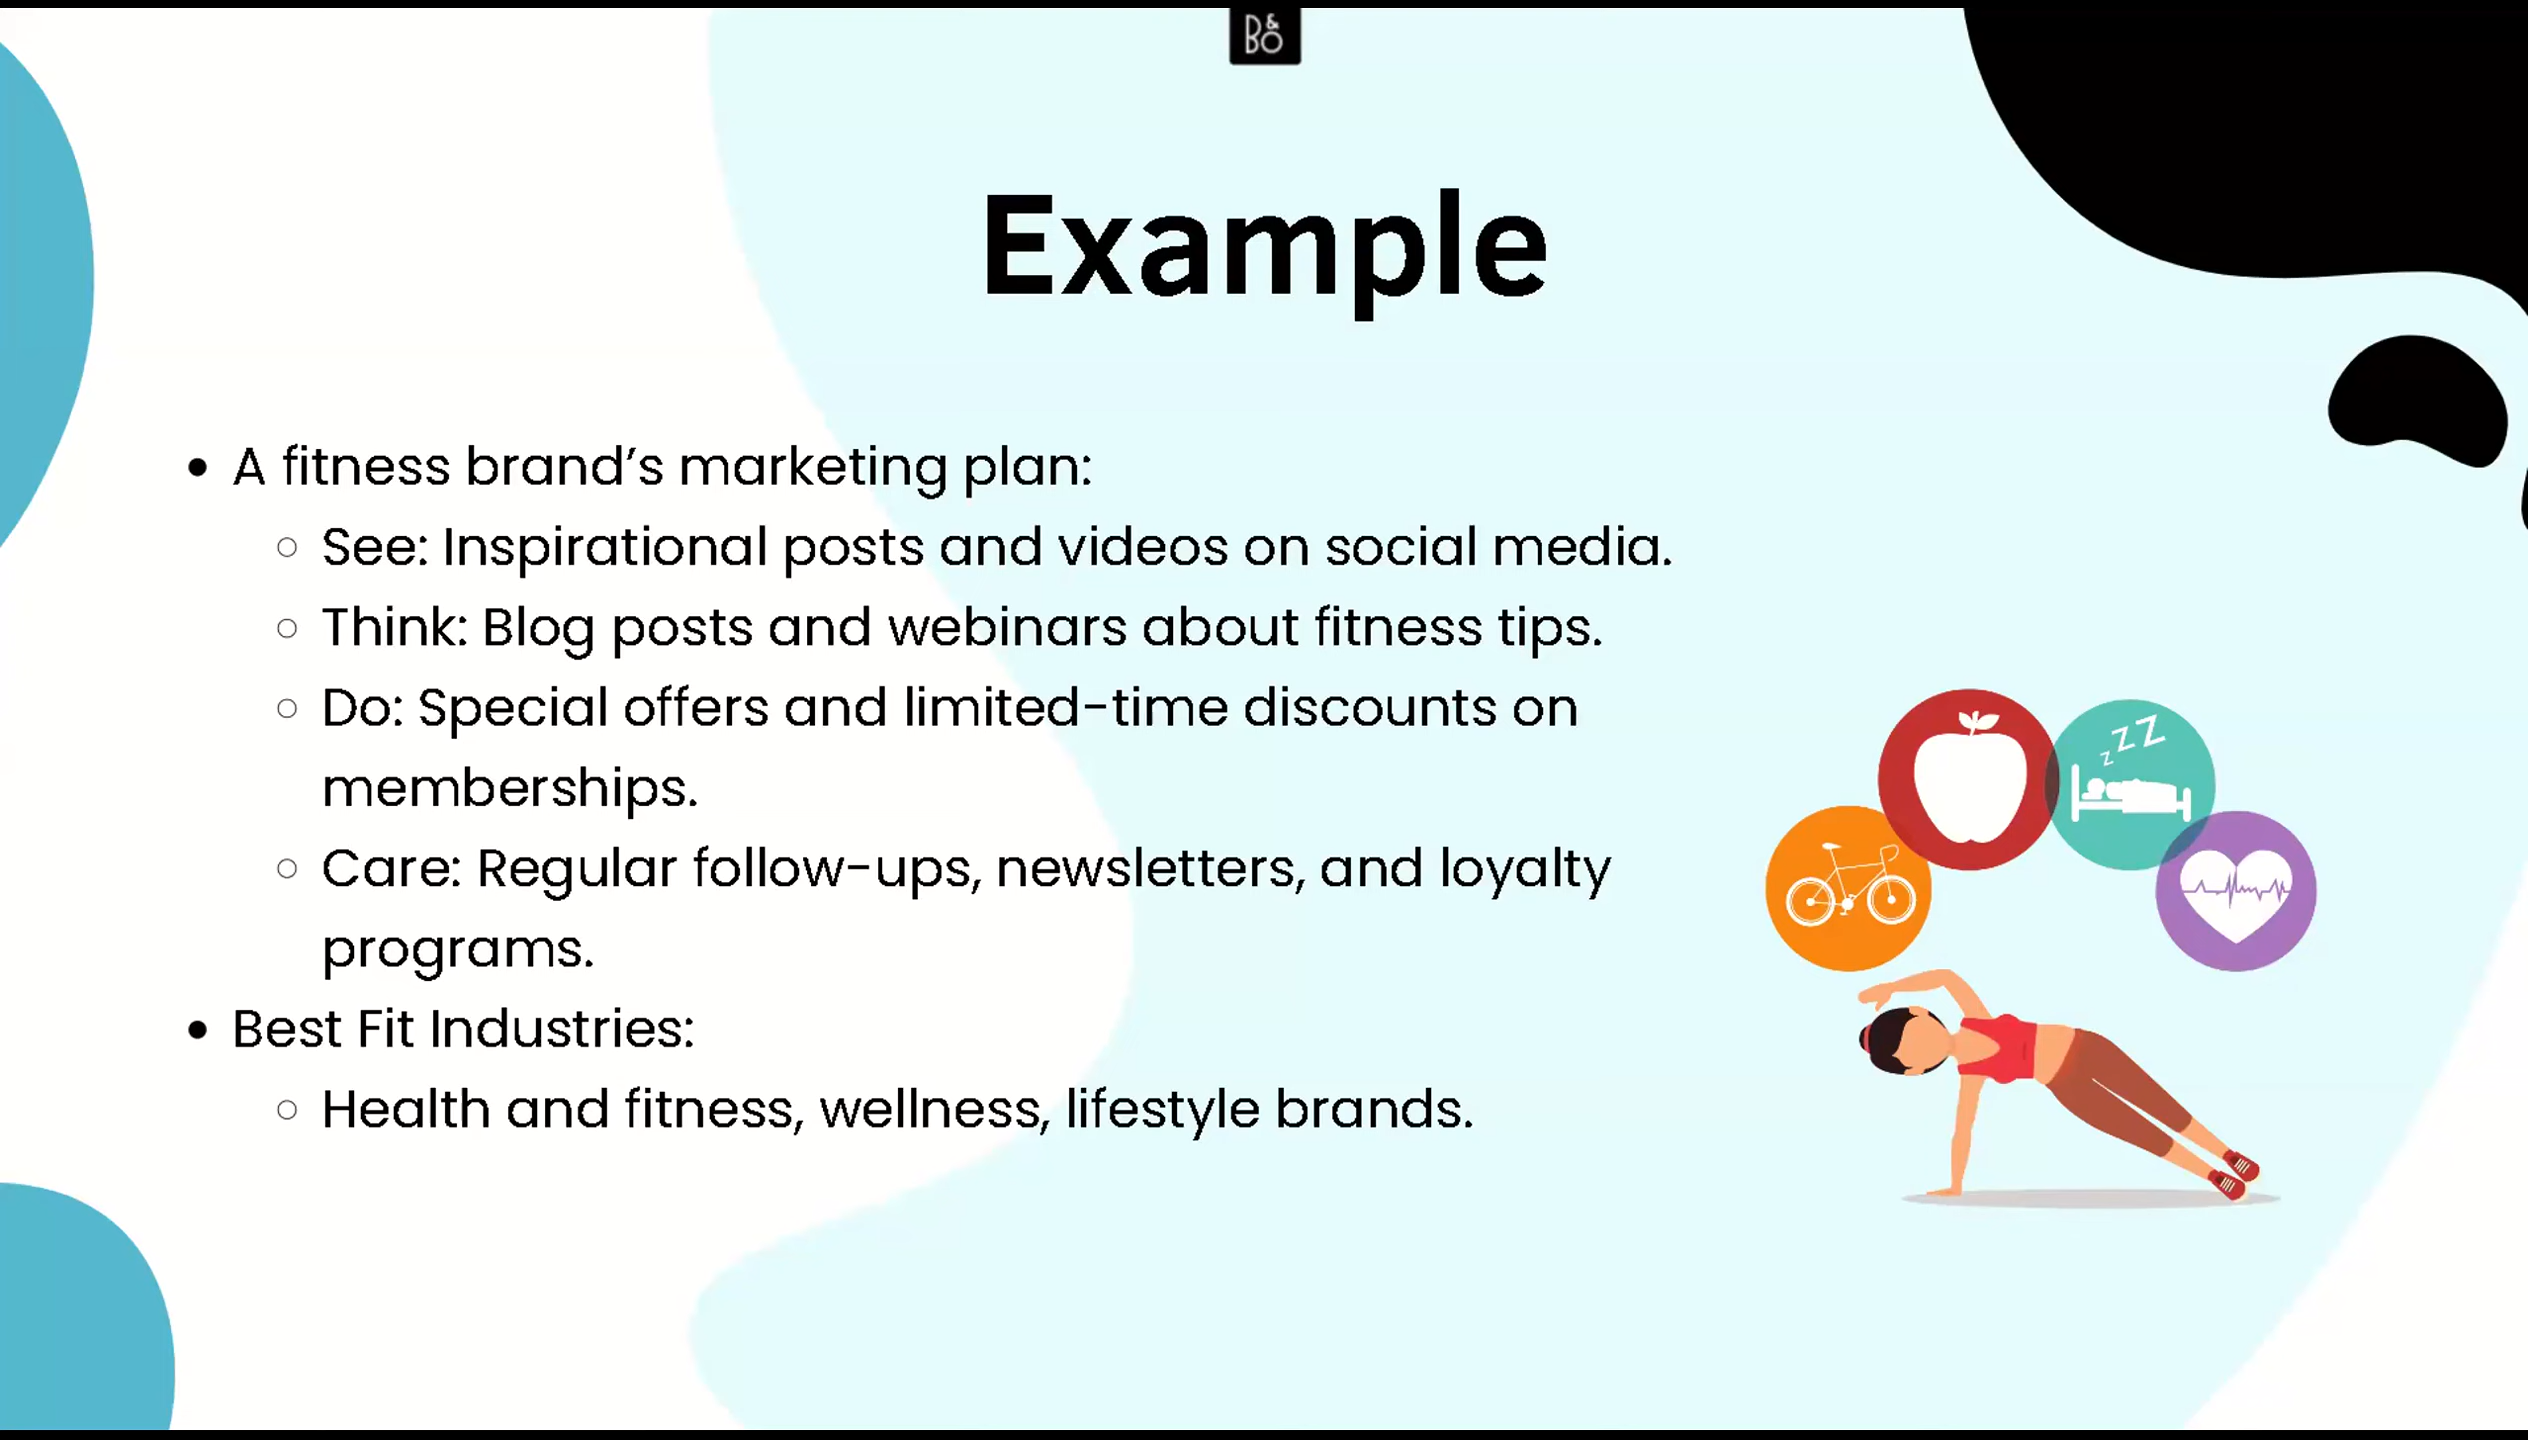 B&O
Example
• A fitness brand’s marketing plan:
○ See: Inspirational posts and videos on social media.
○ Think: Blog posts and webinars about fitness tips.
○ Do: Special offers and limited-time discounts on
memberships.
○ Care: Regular follow-ups, newsletters, and loyalty
programs.
• Best Fit Industries:
○ Health and fitness, wellness, lifestyle brands.
z z Z